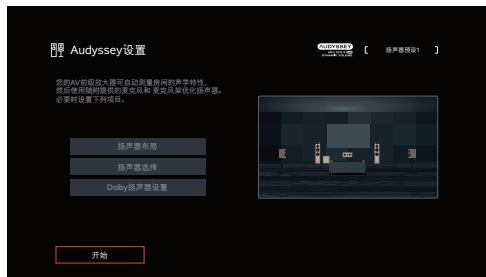 Audyssey设置
AUDYSSEY
MULTEQ XT32
DYNAMIC VOLUME
[ 扬声器预设1 ]
您的AV前级放大器可自动测量房间的声学特性，
然后使用随附提供的麦克风和 麦克风架优化扬声器。
必要时设置下列项目。
扬声器布局
扬声器选择
Dolby扬声器设置
开始